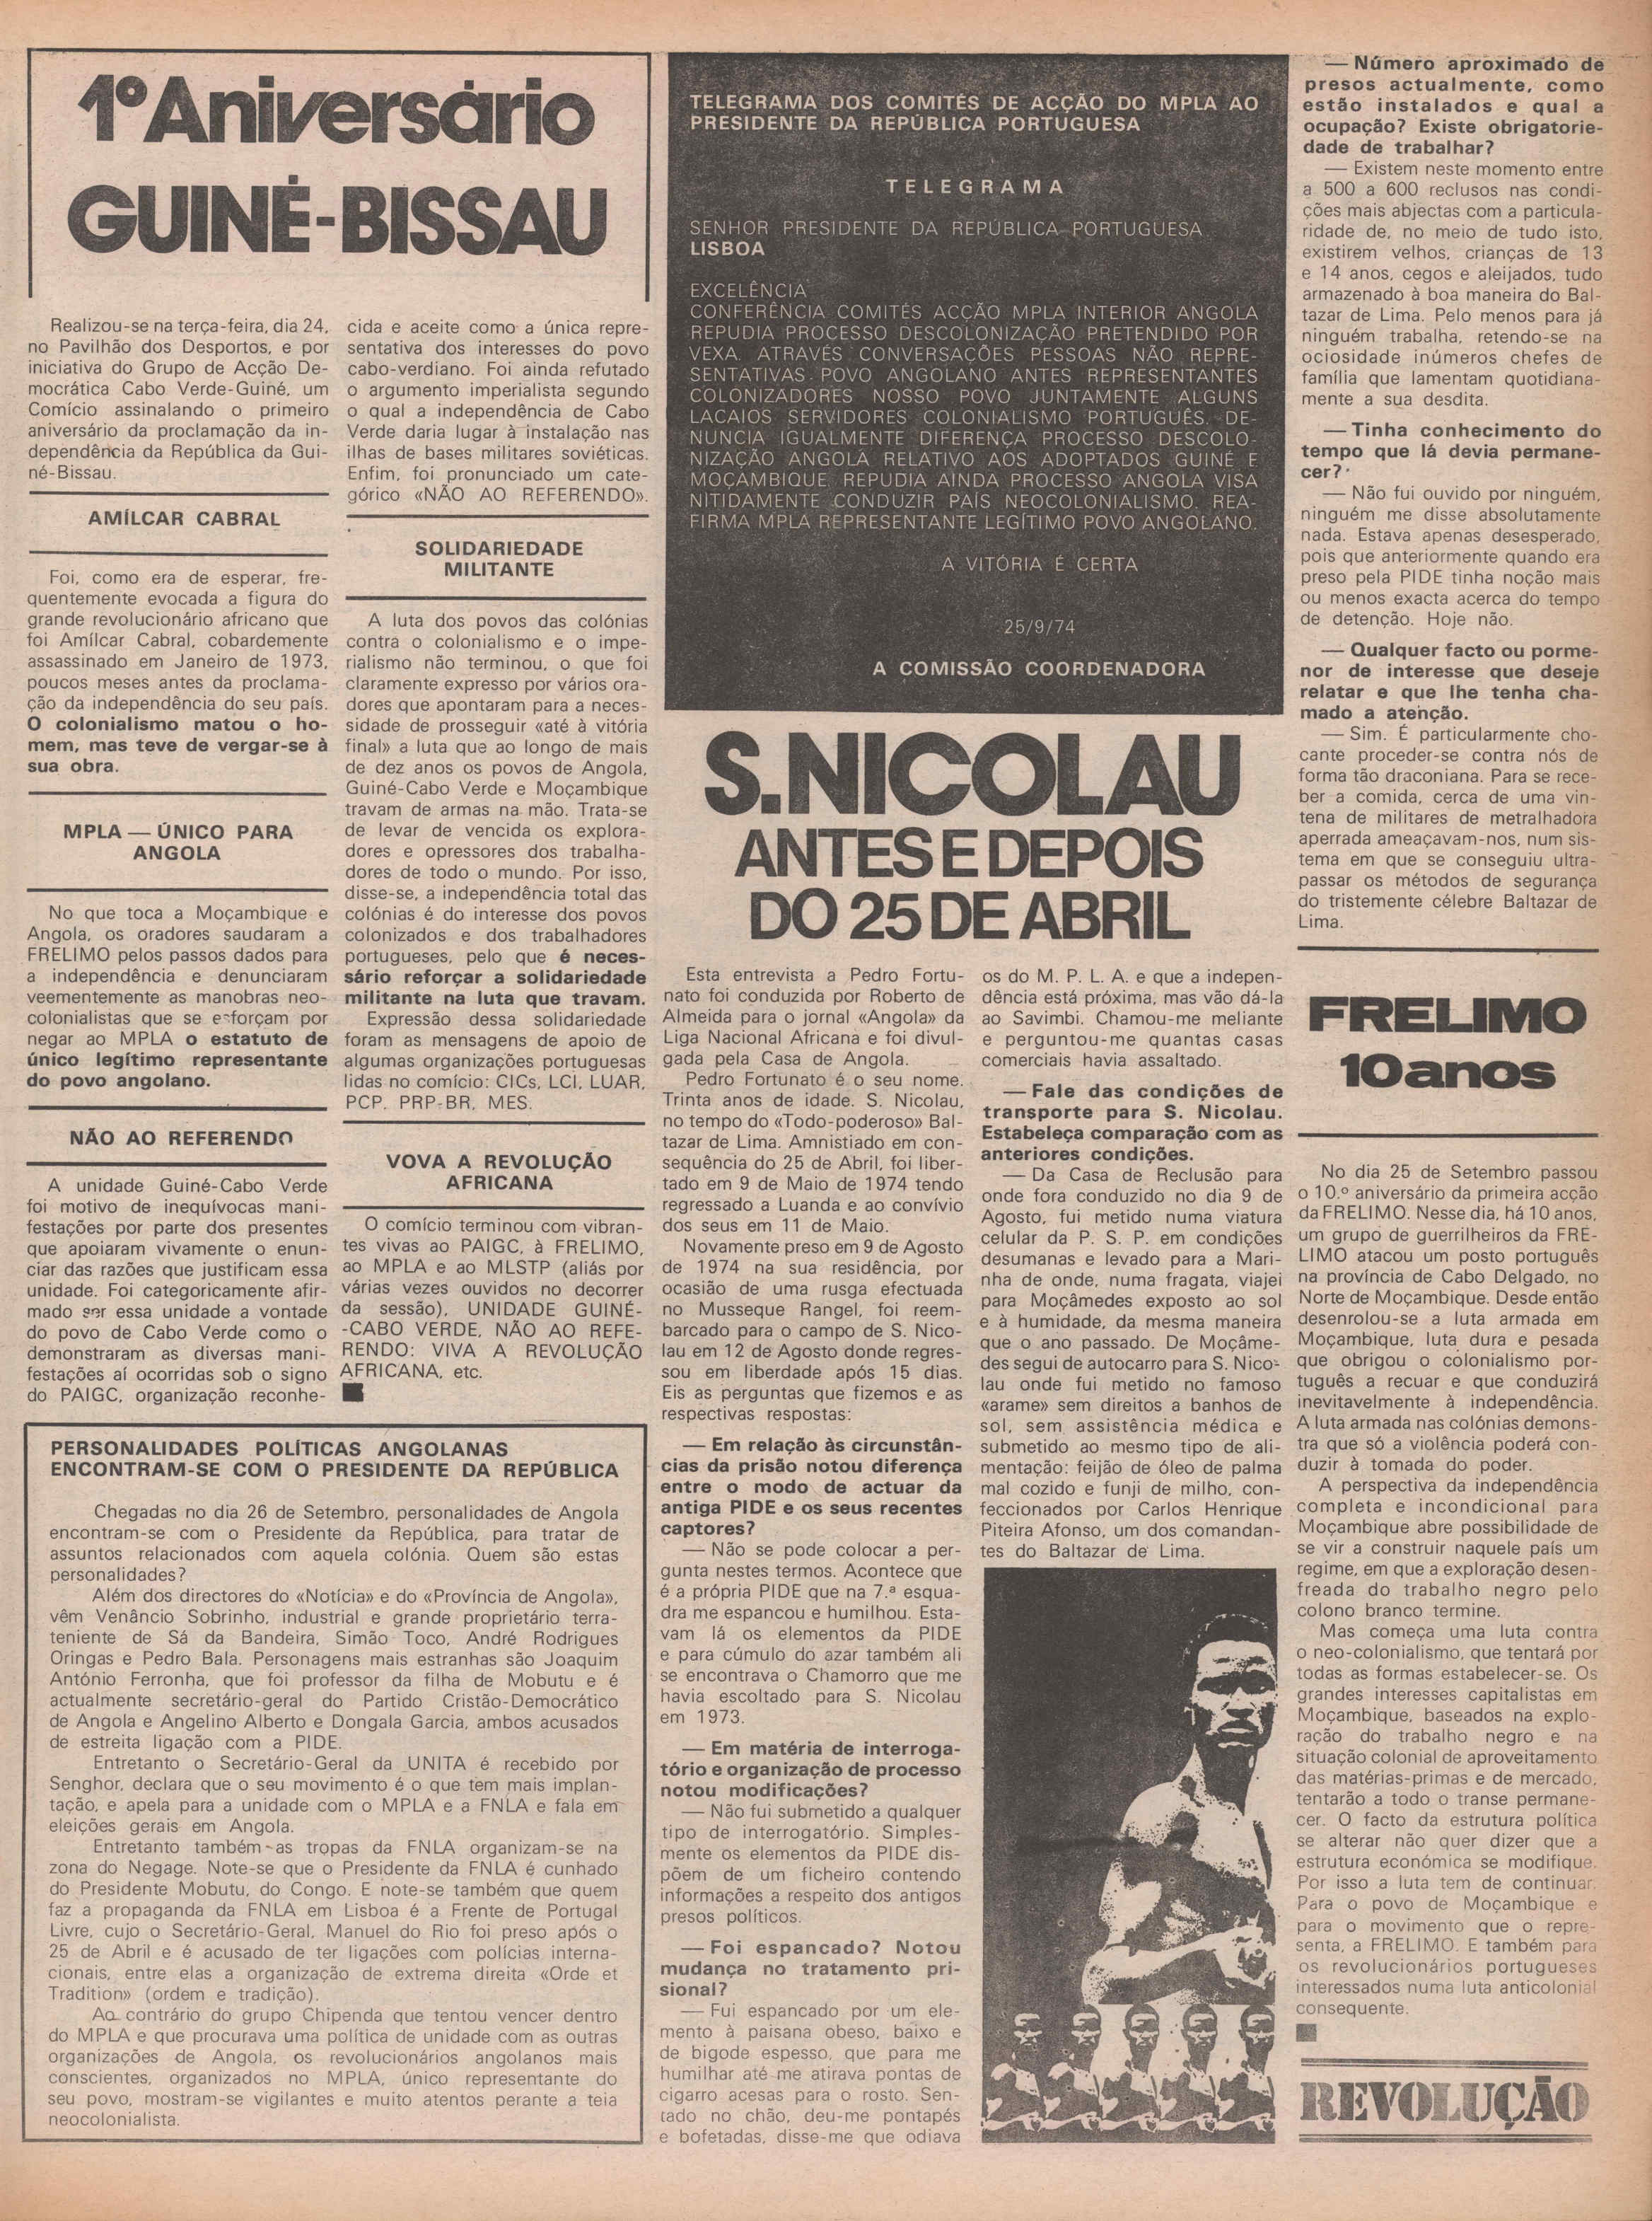 1º Aniversário
GUINÉ-BISSAU
Realizou-se na terça-feira, dia 24,
no Pavilhão dos Desportos, e por
iniciativa do Grupo de Acção De-
mocrática Cabo Verde-Guiné, um
Comício assinalando o primeiro
aniversário da proclamação da in-
dependência da República da Gui-
né-Bissau.
AMÍLCAR CABRAL
Foi, como era de esperar, fre-
quentemente evocada a figura do
grande revolucionário africano que
foi Amílcar Cabral, cobardemente
assassinado em Janeiro de 1973,
poucos meses antes da proclama-
ção da independência do seu país.
O colonialismo matou o ho-
mem, mas teve de vergar-se à
sua obra.
MPLA — ÚNICO PARA
ANGOLA
No que toca a Moçambique e
Angola, os oradores saudaram a
FRELIMO pelos passos dados para
a independência e denunciaram
veementemente as manobras neo-
colonialistas que se esforçam por
negar ao MPLA o estatuto de
único legítimo representante
do povo angolano.
NÃO AO REFERENDO
A unidade Guiné-Cabo Verde
foi motivo de inequívocas mani-
festações por parte dos presentes
que apoiaram vivamente o enun-
ciar das razões que justificam essa
unidade. Foi categoricamente afir-
mado ser essa unidade a vontade
do povo de Cabo Verde como o
demonstraram as diversas mani-
festações aí ocorridas sob o signo
do PAIGC, organização reconhe-
cida e aceite como a única repre-
sentativa dos interesses do povo
cabo-verdiano. Foi ainda refutado
o argumento imperialista segundo
o qual a independência de Cabo
Verde daria lugar à instalação nas
ilhas de bases militares soviéticas.
Enfim, foi pronunciado um cate-
górico «NÃO AO REFERENDO».
SOLIDARIEDADE
MILITANTE
A luta dos povos das colónias
contra o colonialismo e o impe-
rialismo não terminou, o que foi
claramente expresso por vários ora-
dores que apontaram para a neces-
sidade de prosseguir «até à vitória
final» a luta que ao longo de mais
de dez anos os povos de Angola,
Guiné-Cabo Verde e Moçambique
travam de armas na mão. Trata-se
de levar de vencida os explora-
dores e opressores dos trabalha-
dores de todo o mundo. Por isso,
disse-se, a independência total das
colónias é do interesse dos povos
colonizados e dos trabalhadores
portugueses, pelo que é neces-
sário reforçar a solidariedade
militante na luta que travam.
Expressão dessa solidariedade
foram as mensagens de apoio de
algumas organizações portuguesas
lidas no comício: CICs, LCI, LUAR,
PCP, PRP-BR, MES.
VOVA A REVOLUÇÃO
AFRICANA
O comício terminou com vibran-
tes vivas ao PAIGC, à FRELIMO,
ao MPLA e ao MLSTP (aliás por
várias vezes ouvidos no decorrer
da sessão), UNIDADE GUINÉ-
-CABO VERDE, NÃO AO REFE-
RENDO: VIVA A REVOLUÇÃO
AFRICANA, etc.
PERSONALIDADES POLÍTICAS ANGOLANAS
ENCONTRAM-SE COM O PRESIDENTE DA REPÚBLICA
Chegadas no dia 26 de Setembro, personalidades de Angola
encontram-se com o Presidente da República, para tratar de
assuntos relacionados com aquela colónia. Quem são estas
personalidades?
Além dos directores do «Notícia» e do «Província de Angola»,
vêm Venâncio Sobrinho, industrial e grande proprietário terra-
teniente de Sá da Bandeira, Simão Toco, André Rodrigues
Oringas e Pedro Bala. Personagens mais estranhas são Joaquim
António Ferronha, que foi professor da filha de Mobutu e é
actualmente secretário-geral do Partido Cristão-Democrático
de Angola e Angelino Alberto e Dongala Garcia, ambos acusados
de estreita ligação com a PIDE.
Entretanto o Secretário-Geral da UNITA é recebido por
Senghor, declara que o seu movimento é o que tem mais implan-
tação, e apela para a unidade com o MPLA e a FNLA e fala em
eleições gerais em Angola.
Entretanto também as tropas da FNLA organizam-se na
zona do Negage. Note-se que o Presidente da FNLA é cunhado
do Presidente Mobutu, do Congo. E note-se também que quem
faz a propaganda da FNLA em Lisboa é a Frente de Portugal
Livre, cujo o Secretário-Geral, Manuel do Rio foi preso após o
25 de Abril e é acusado de ter ligações com polícias interna-
cionais, entre elas a organização de extrema direita «Orde et
Tradition» (ordem e tradição).
Ao contrário do grupo Chipenda que tentou vencer dentro
do MPLA e que procurava uma política de unidade com as outras
organizações de Angola, os revolucionários angolanos mais
conscientes, organizados no MPLA, único representante do
seu povo, mostram-se vigilantes e muito atentos perante a teia
neocolonialista.
TELEGRAMA DOS COMITÉS DE ACÇÃO DO MPLA AO
PRESIDENTE DA REPÚBLICA PORTUGUESA
TELEGRAMA
SENHOR PRESIDENTE DA REPÚBLICA PORTUGUESA
LISBOA
EXCELÊNCIA
CONFERÊNCIA COMITÉS ACÇÃO MPLA INTERIOR ANGOLA
REPUDIA PROCESSO DESCOLONIZAÇÃO PRETENDIDO POR
VEXA. ATRAVÉS CONVERSAÇÕES PESSOAS NÃO REPRE-
SENTATIVAS POVO ANGOLANO ANTES REPRESENTANTES
COLONIZADORES NOSSO POVO JUNTAMENTE ALGUNS
LACAIOS SERVIDORES COLONIALISMO PORTUGUÊS. DE-
NUNCIA IGUALMENTE DIFERENÇA PROCESSO DESCOLO-
NIZAÇÃO ANGOLA RELATIVO AOS ADOPTADOS GUINÉ E
MOÇAMBIQUE. REPUDIA AINDA PROCESSO ANGOLA VISA
NITIDAMENTE CONDUZIR PAÍS NEOCOLONIALISMO. REA-
FIRMA MPLA REPRESENTANTE LEGÍTIMO POVO ANGOLANO.
A VITÓRIA É CERTA
25/9/74
A COMISSÃO COORDENADORA
S.NICOLAU
ANTES E DEPOIS
DO 25 DE ABRIL
Esta entrevista a Pedro Fortu-
nato foi conduzida por Roberto de
Almeida para o jornal «Angola» da
Liga Nacional Africana e foi divul-
gada pela Casa de Angola.
Pedro Fortunato é o seu nome.
Trinta anos de idade. S. Nicolau,
no tempo do «Todo-poderoso» Bal-
tazar de Lima. Amnistiado em con-
sequência do 25 de Abril, foi liber-
tado em 9 de Maio de 1974 tendo
regressado a Luanda e ao convívio
dos seus em 11 de Maio.
Novamente preso em 9 de Agosto
de 1974 na sua residência, por
ocasião de uma rusga efectuada
no Musseque Rangel, foi reem-
barcado para o campo de S. Nico-
lau em 12 de Agosto donde regres-
sou em liberdade após 15 dias.
Eis as perguntas que fizemos e as
respectivas respostas:
— Em relação às circunstân-
cias da prisão notou diferença
entre o modo de actuar da
antiga PIDE e os seus recentes
captores?
— Não se pode colocar a per-
gunta nestes termos. Acontece que
é a própria PIDE que na 7.ª esqua-
dra me espancou e humilhou. Esta-
vam lá os elementos da PIDE
e para cúmulo do azar também ali
se encontrava o Chamorro que me
havia escoltado para S. Nicolau
em 1973.
— Em matéria de interroga-
tório e organização de processo
notou modificações?
— Não fui submetido a qualquer
tipo de interrogatório. Simples-
mente os elementos da PIDE dis-
põem de um ficheiro contendo
informações a respeito dos antigos
presos políticos.
— Foi espancado? Notou
mudança no tratamento pri-
sional?
— Fui espancado por um ele-
mento à paisana obeso, baixo e
de bigode espesso, que para me
humilhar até me atirava pontas de
cigarro acesas para o rosto. Sen-
tado no chão, deu-me pontapés
e bofetadas, disse-me que odiava
os do M. P. L. A. e que a indepen-
dência está próxima, mas vão dá-la
ao Savimbi. Chamou-me meliante
e perguntou-me quantas casas
comerciais havia assaltado.
— Fale das condições de
transporte para S. Nicolau.
Estabeleça comparação com as
anteriores condições.
— Da Casa de Reclusão para
onde fora conduzido no dia 9 de
Agosto, fui metido numa viatura
celular da P. S. P. em condições
desumanas e levado para a Mari-
nha de onde, numa fragata, viajei
para Moçâmedes exposto ao sol
e à humidade, da mesma maneira
que o ano passado. De Moçâme-
des segui de autocarro para S. Nico-
lau onde fui metido no famoso
«arame» sem direitos a banhos de
sol, sem assistência médica e
submetido ao mesmo tipo de ali-
mentação: feijão de óleo de palma
mal cozido e funji de milho, con-
feccionados por Carlos Henrique
Piteira Afonso, um dos comandan-
tes do Baltazar de Lima.
— Número aproximado de
presos actualmente, como
estão instalados e qual a
ocupação? Existe obrigatorie-
dade de trabalhar?
— Existem neste momento entre
a 500 a 600 reclusos nas condi-
ções mais abjectas com a particula-
ridade de, no meio de tudo isto,
existirem velhos, crianças de 13
e 14 anos, cegos e aleijados, tudo
armazenado à boa maneira do Bal-
tazar de Lima. Pelo menos para já
ninguém trabalha, retendo-se na
ociosidade inúmeros chefes de
família que lamentam quotidiana-
mente a sua desdita.
— Tinha conhecimento do
tempo que lá devia permane-
cer?
— Não fui ouvido por ninguém,
ninguém me disse absolutamente
nada. Estava apenas desesperado,
pois que anteriormente quando era
preso pela PIDE tinha noção mais
ou menos exacta acerca do tempo
de detenção. Hoje não.
— Qualquer facto ou porme-
nor de interesse que deseje
relatar e que lhe tenha cha-
mado a atenção.
— Sim. É particularmente cho-
cante proceder-se contra nós de
forma tão draconiana. Para se rece-
ber a comida, cerca de uma vin-
tena de militares de metralhadora
aperrada ameaçavam-nos, num sis-
tema em que se conseguiu ultra-
passar os métodos de segurança
do tristemente célebre Baltazar de
Lima.
FRELIMO
10anos
No dia 25 de Setembro passou
o 10.º aniversário da primeira acção
da FRELIMO. Nesse dia, há 10 anos,
um grupo de guerrilheiros da FRE-
LIMO atacou um posto português
na província de Cabo Delgado, no
Norte de Moçambique. Desde então
desenrolou-se a luta armada em
Moçambique, luta dura e pesada
que obrigou o colonialismo por-
tuguês a recuar e que conduzirá
inevitavelmente à independência.
A luta armada nas colónias demons-
tra que só a violência poderá con-
duzir à tomada do poder.
A perspectiva da independência
completa e incondicional para
Moçambique abre possibilidade de
se vir a construir naquele país um
regime, em que a exploração desen-
freada do trabalho negro pelo
colono branco termine.
Mas começa uma luta contra
o neo-colonialismo, que tentará por
todas as formas estabelecer-se. Os
grandes interesses capitalistas em
Moçambique, baseados na explo-
ração do trabalho negro e na
situação colonial de aproveitamento
das matérias-primas e de mercado,
tentarão a todo o transe permane-
cer. O facto da estrutura política
se alterar não quer dizer que a
estrutura económica se modifique.
Por isso a luta tem de continuar.
Para o povo de Moçambique e
para o movimento que o repre-
senta, a FRELIMO. E também para
os revolucionários portugueses
interessados numa luta anticolonial
consequente.
REVOLUÇÃO